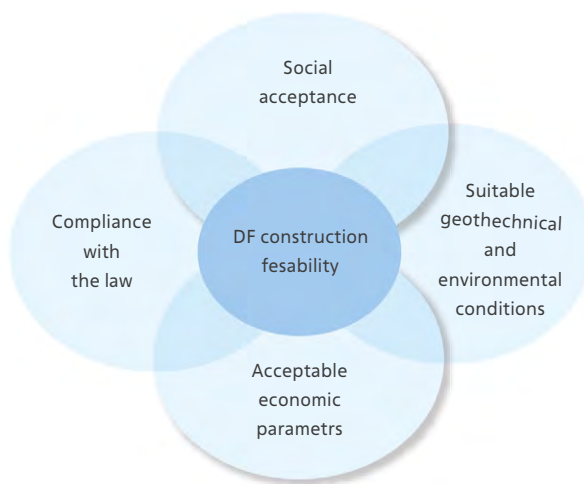 Social
acceptance
Compliance
with
the law
DF construction
fesability
Suitable
geothechnical
and
environmental
conditions
Acceptable
economic
parametrs